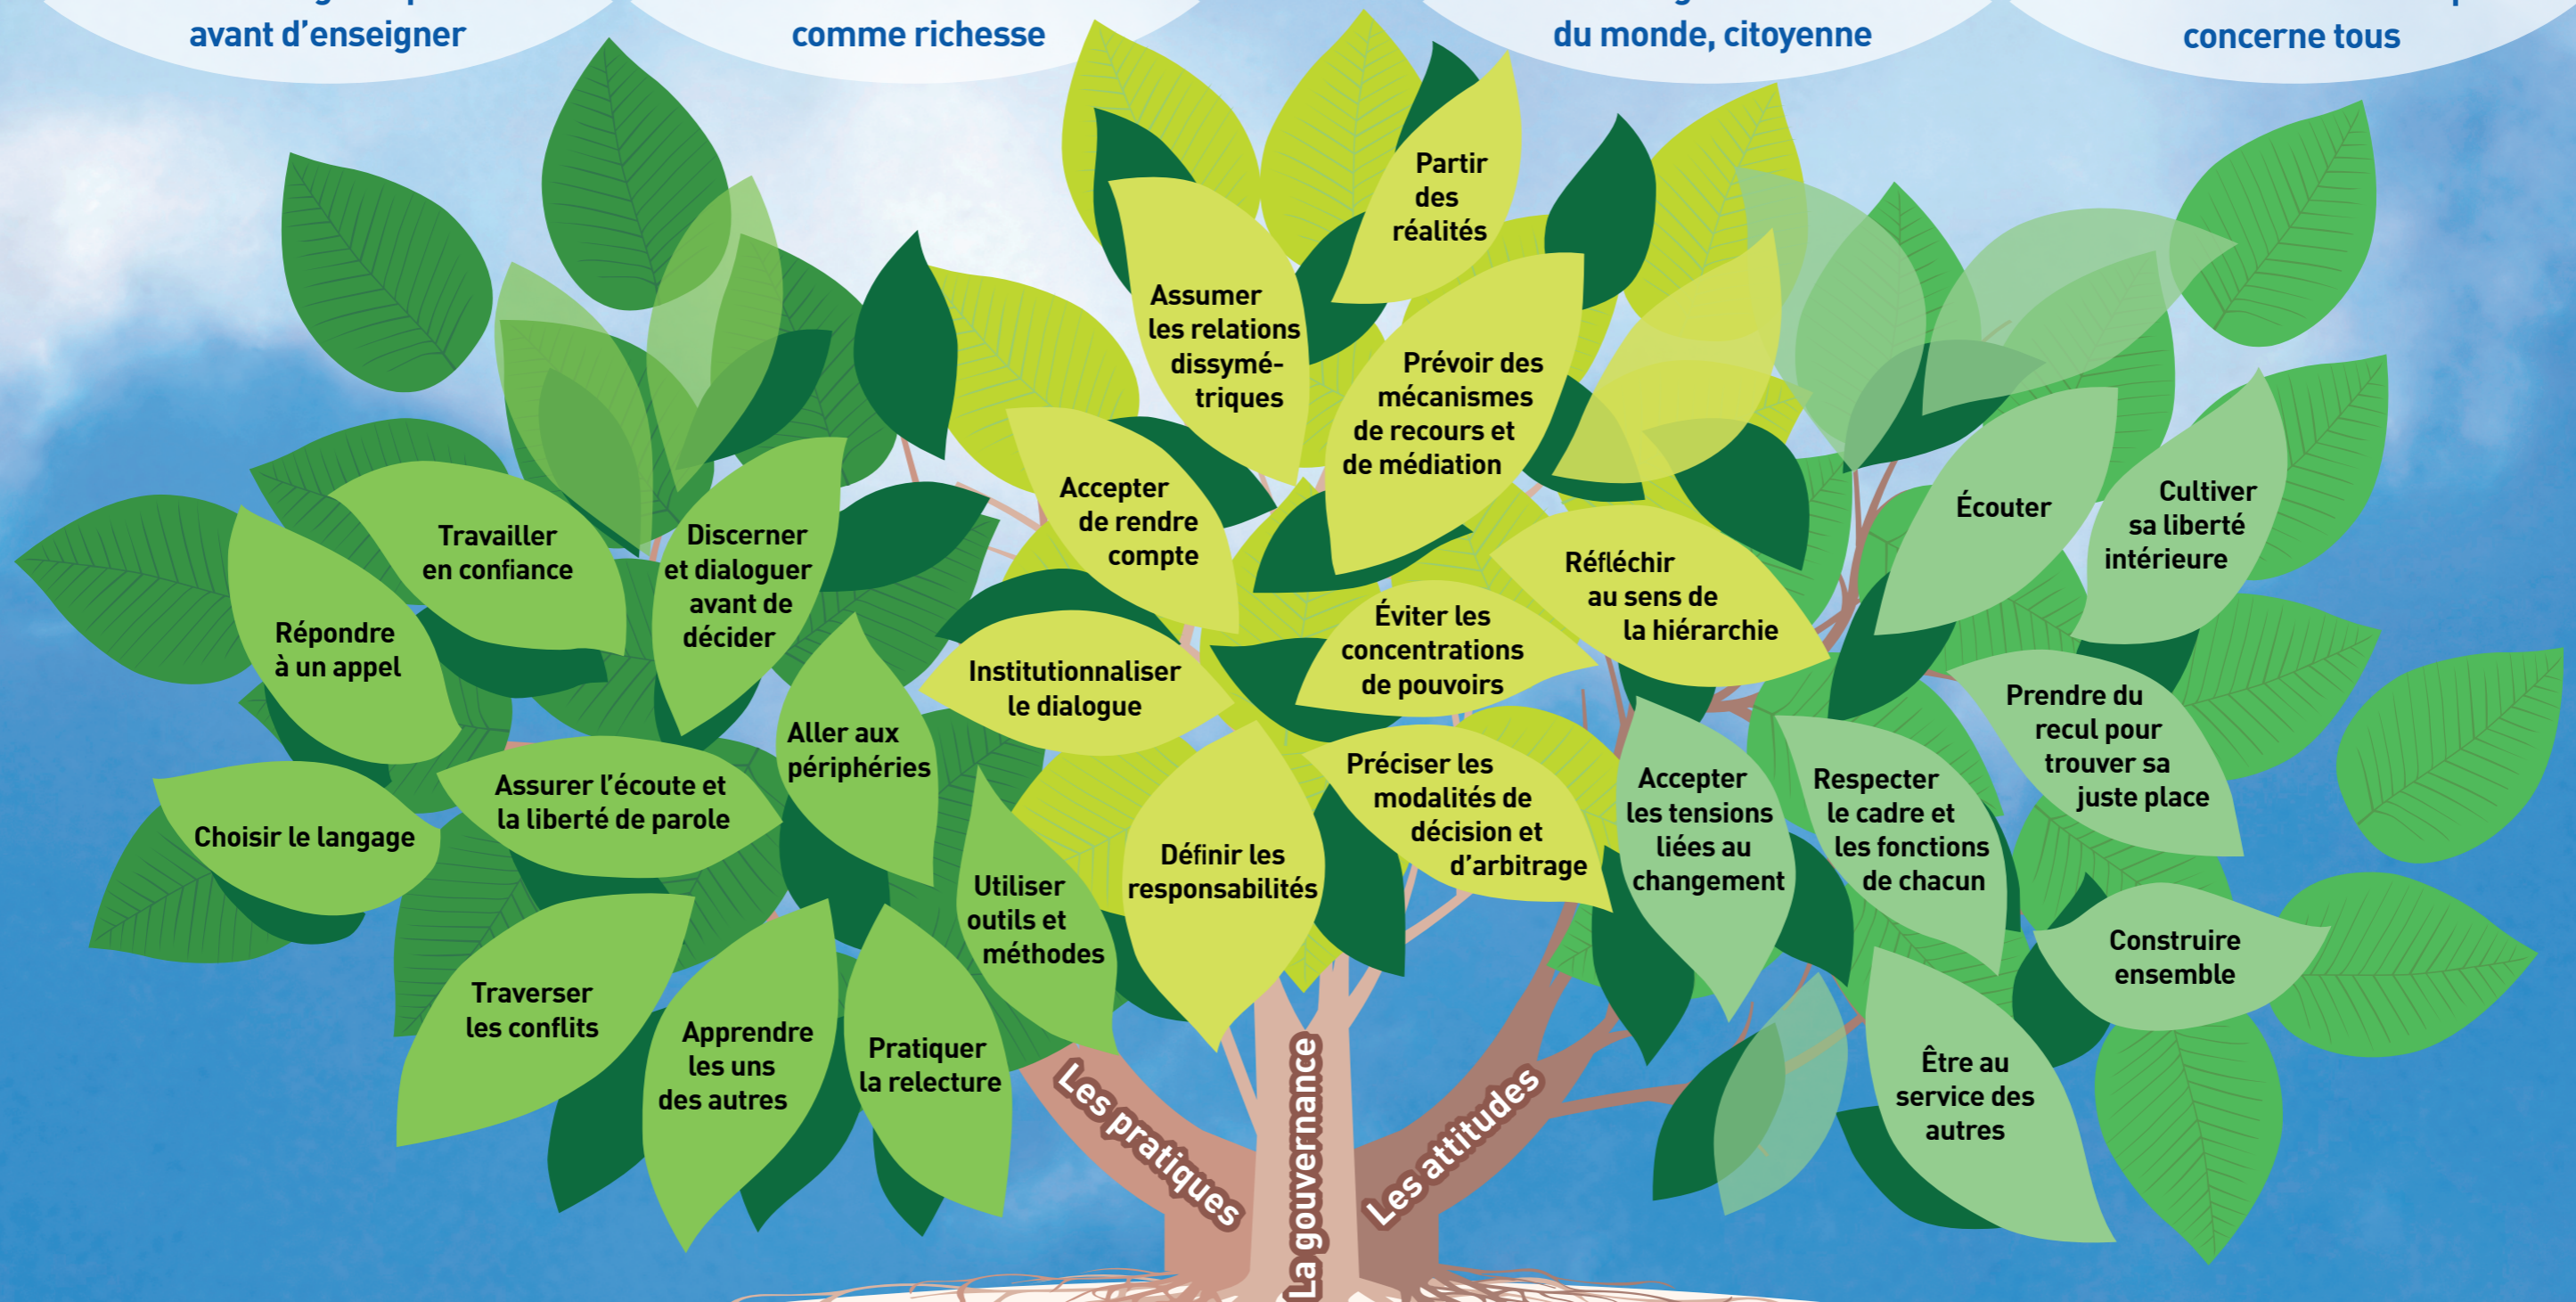 avant d’enseigner
comme richesse
du monde, citoyenne
concerne tous
Partir
des
réalités
Assumer
les relations
dissymé-
triques
Prévoir des
mécanismes
de recours et
de médiation
Accepter
de rendre
compte
Réfléchir
au sens de
la hiérarchie
Éviter les
concentrations
de pouvoirs
Institutionnaliser
le dialogue
Préciser les
modalités de
décision et
d’arbitrage
Définir les
responsabilités
Travailler
en confiance
Discerner
et dialoguer
avant de
décider
Répondre
à un appel
Aller aux
périphéries
Assurer l’écoute et
la liberté de parole
Choisir le langage
Utiliser
outils et
méthodes
Traverser
les conflits
Apprendre
les uns
des autres
Pratiquer
la relecture
Écouter
Cultiver
sa liberté
intérieure
Prendre du
recul pour
trouver sa
juste place
Accepter
les tensions
liées au
changement
Respecter
le cadre et
les fonctions
de chacun
Construire
ensemble
Être au
service des
autres
Les pratiques
La gouvernance
Les attitudes